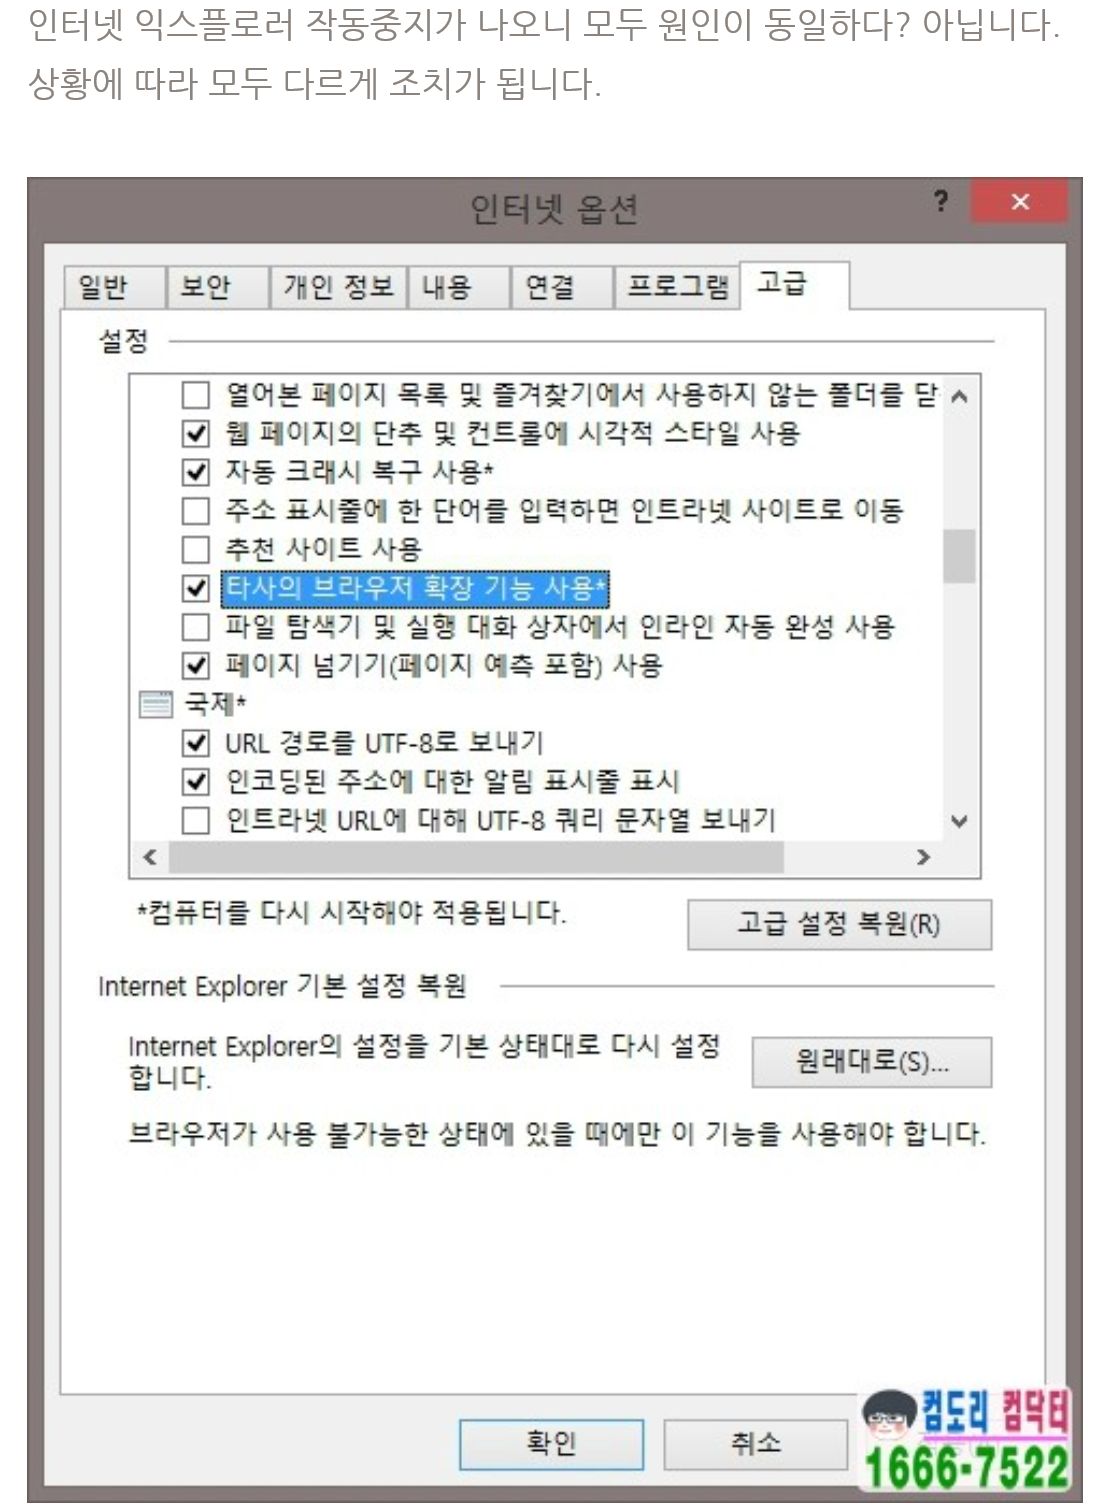 인터넷 익스플로러 작동중지가 나오니 모두 원인이 동일하다? 아닙니다.
상황에 따라 모두 다르게 조치가 됩니다.
인터넷 옵션
?
일반 보안 개인 정보 내용 연결 프로그램 고급
설정
열어본 페이지 목록 및 즐겨찾기에서 사용하지 않는 폴더를 닫
웹 페이지의 단추 및 컨트롤에 시각적 스타일 사용
자동 크래시 복구 사용*
주소 표시줄에 한 단어를 입력하면 인트라넷 사이트로 이동
추천 사이트 사용
타사의 브라우저 확장 기능 사용*
파일 탐색기 및 실행 대화 상자에서 인라인 자동 완성 사용
페이지 넘기기(페이지 예측 포함) 사용
국제*
URL 경로를 UTF-8로 보내기
인코딩된 주소에 대한 알림 표시줄 표시
인트라넷 URL에 대해 UTF-8 쿼리 문자열 보내기
*컴퓨터를 다시 시작해야 적용됩니다.
고급 설정 복원(R)
Internet Explorer 기본 설정 복원
Internet Explorer의 설정을 기본 상태대로 다시 설정
합니다.
원래대로(S)...
브라우저가 사용 불가능한 상태에 있을 때에만 이 기능을 사용해야 합니다.
확인 취소
컴도리 컴닥터
1666-7522